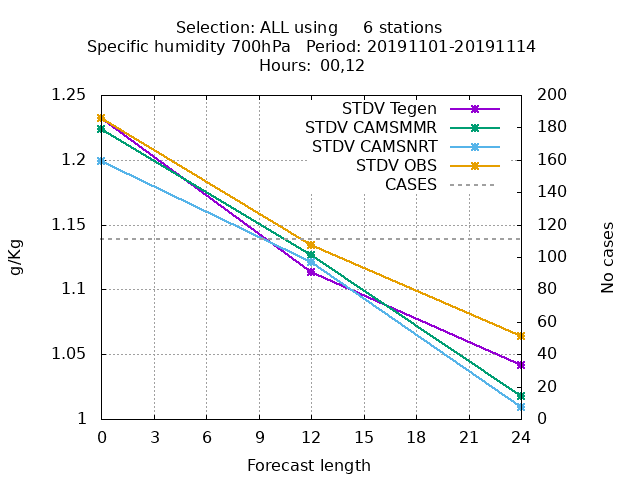 Selection: ALL using     6 stations
Specific humidity 700hPa   Period: 20191101-20191114
Hours:  00,12
1.25
1.2
1.15
1.1
1.05
1
g/Kg
STDV Tegen
STDV CAMSMMR
STDV CAMSNRT
STDV OBS
CASES
200
180
160
140
120
100
80
60
40
20
0
No cases
0 3 6 9 12 15 18 21 24
Forecast length